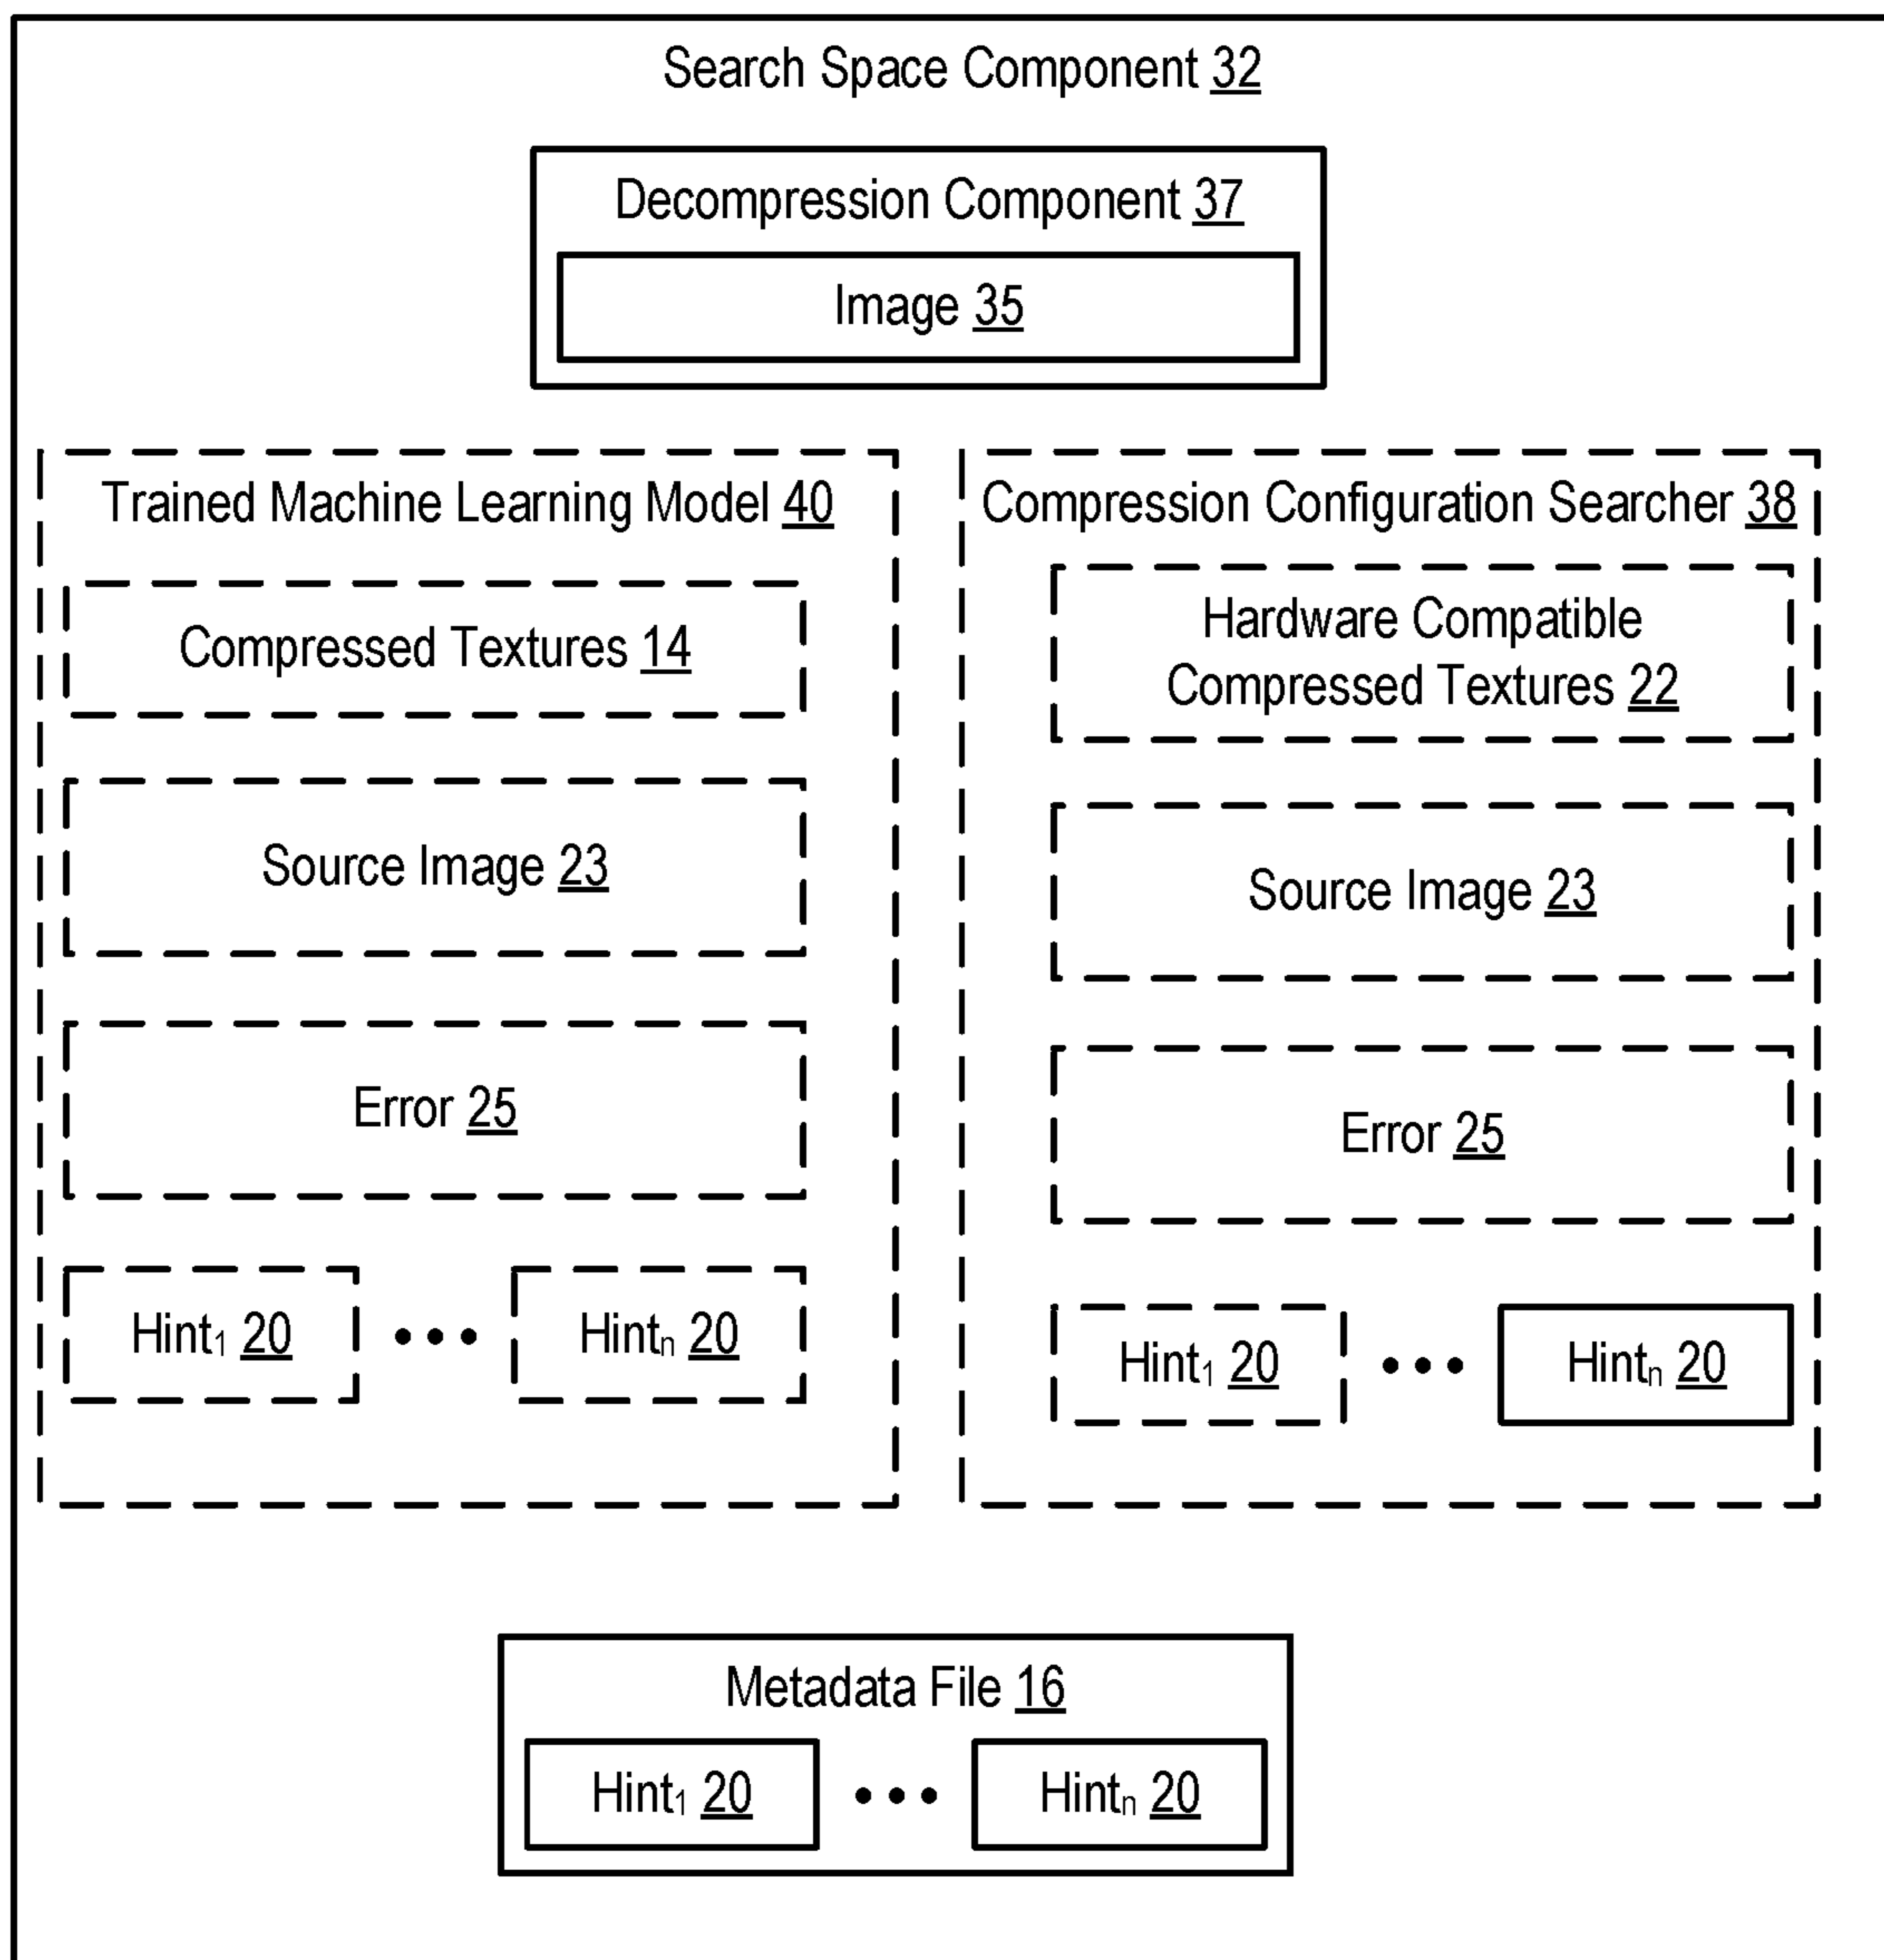 Search Space Component 32
Decompression Component 37
Image 35
Trained Machine Learning Model 40
Compressed Textures 14
Source Image 23
Error 25
Hint1 20 ••• Hintn 20
Compression Configuration Searcher 38
Hardware Compatible
Compressed Textures 22
Source Image 23
Error 25
Hint1 20 ••• Hintn 20
Metadata File 16
Hint1 20 ••• Hintn 20